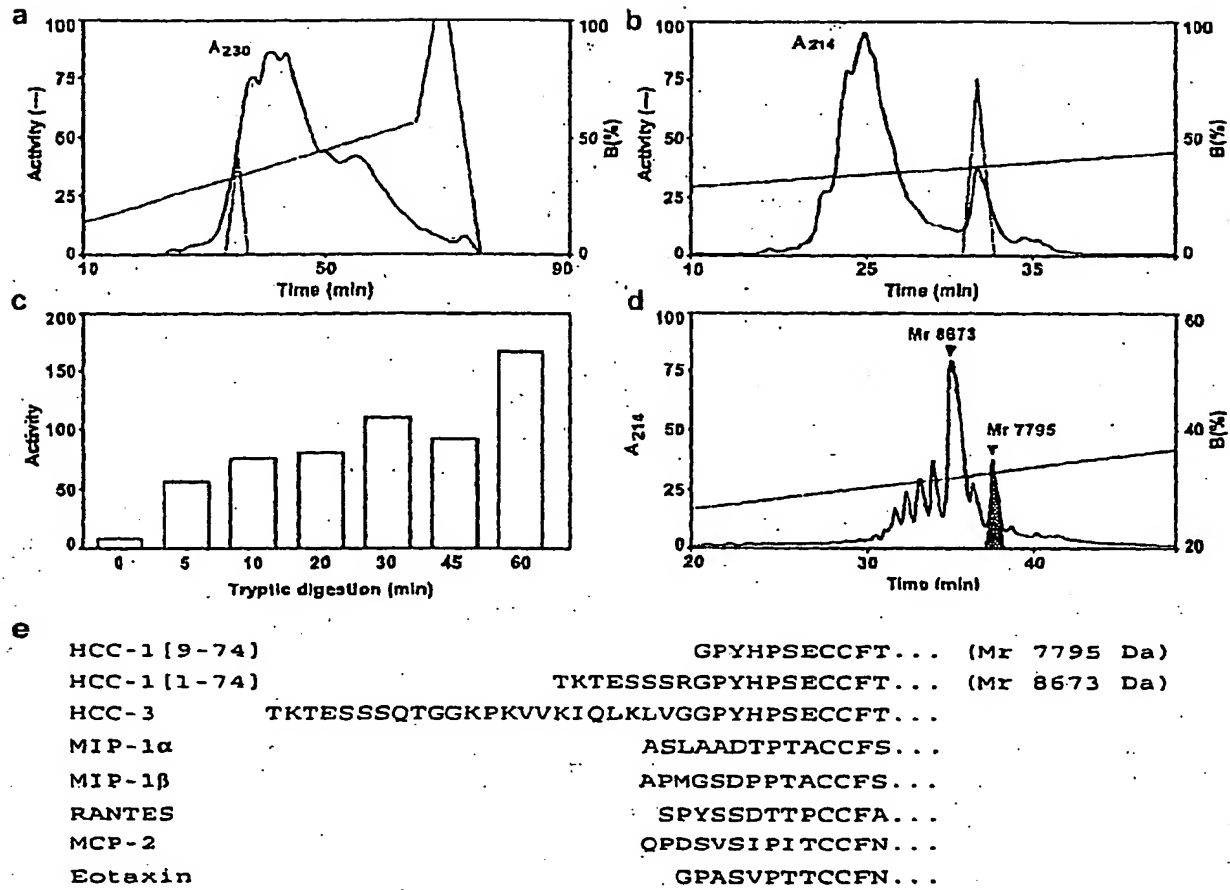 a
100
75
50
25
0
Activity (—)
A230
100
50
0
B(%)
10
50
90
Time (min)
b
100
75
50
25
0
Activity (—)
A214
100
50
0
B(%)
10
25
35
Time (min)
c
200
150
100
50
0
Activity
0
5
10
20
30
45
60
Tryptic digestion (min)
d
100
75
50
25
0
A214
Mr 8673
Mr 7795
60
40
20
B(%)
20
30
40
Time (min)
e
HCC-1 [9-74] GPYHPSECCFT... (Mr 7795 Da)
HCC-1 [1-74] TKTESSSRGPYHPSECCFT... (Mr 8673 Da)
HCC-3 TKTESSSQTGGKPKVVKIQLKLVGGPYHPSECCFT...
MIP-1α ASLAADTPTACCFS...
MIP-1β APMGSDPPTACCFS...
RANTES SPYSSDTTPCCFA...
MCP-2 QPDSVSIPITCCFN...
Eotaxin GPASVPTTCCFN...